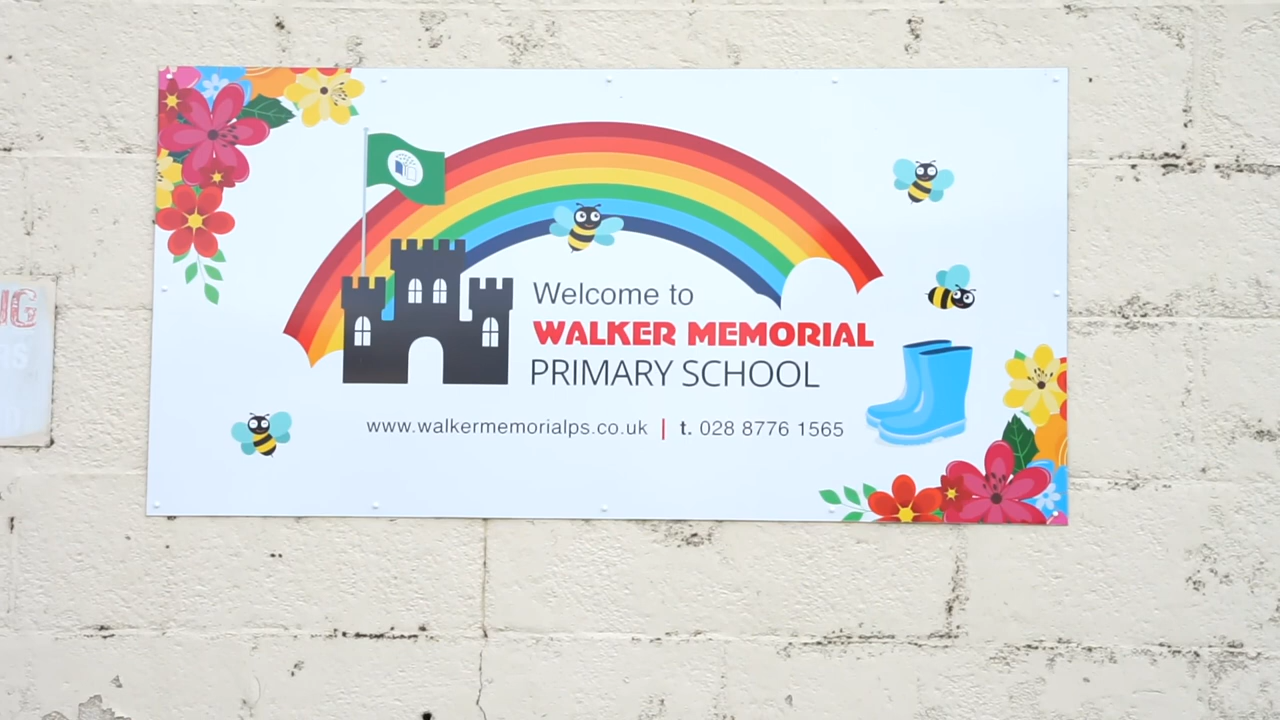 Welcome to
WALKER MEMORIAL
PRIMARY SCHOOL
www.walkermemorialps.co.uk | t. 028 8776 1565